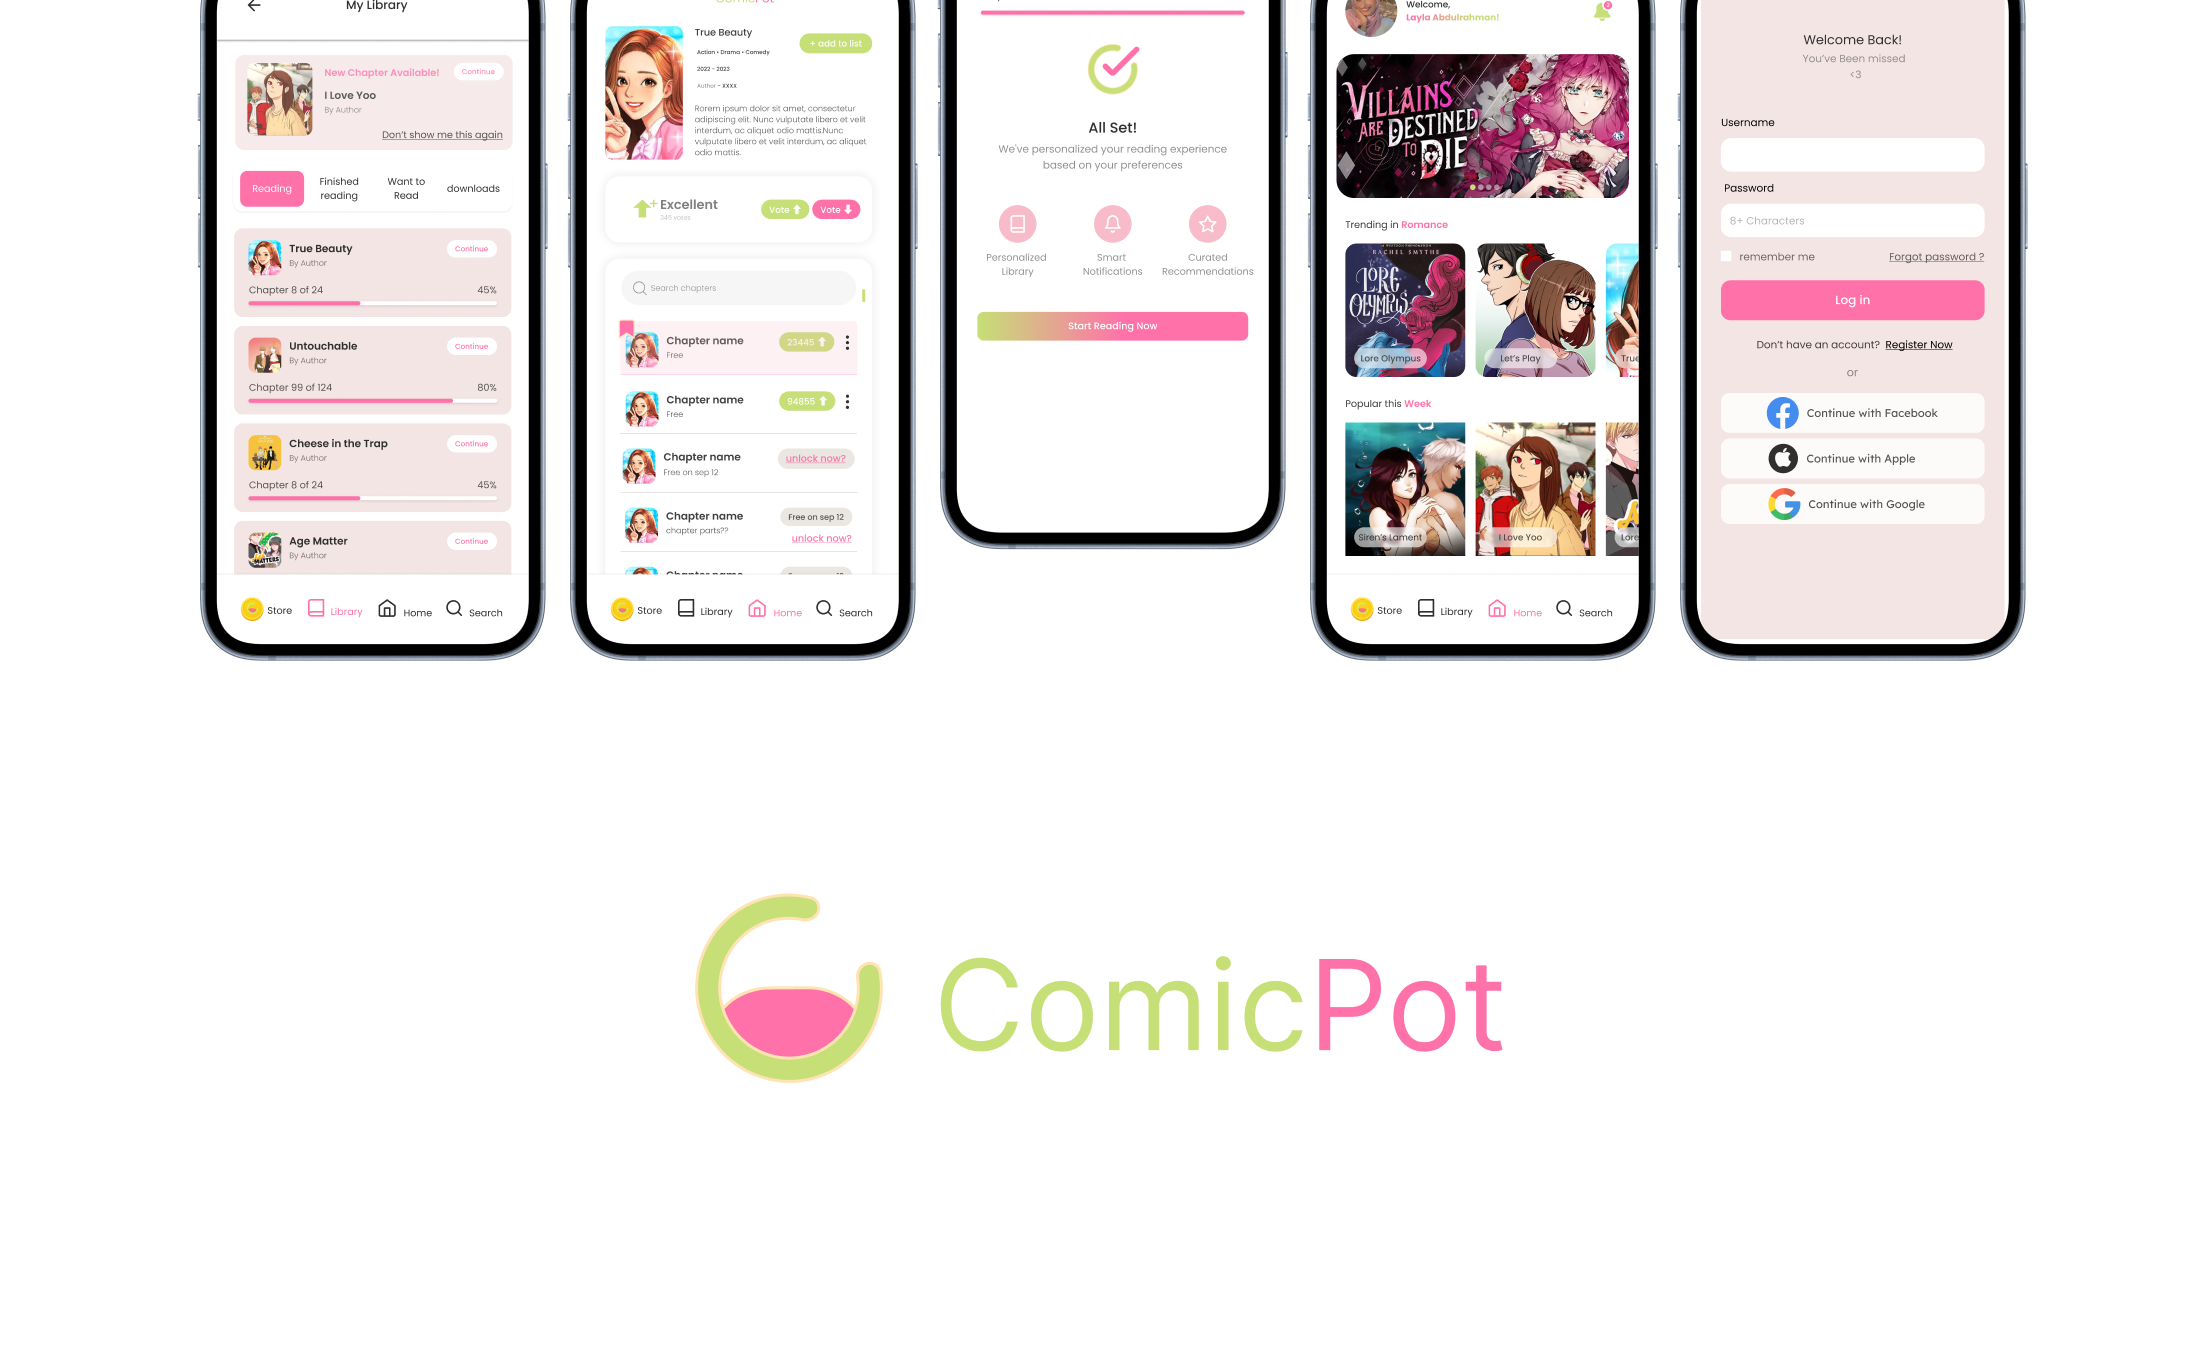 My Library
New Chapter Available!
Continue
I Love Yoo
By Author
Don't show me this again
Reading
Finished
reading
Want to
Read
downloads
True Beauty
By Author
Continue
Chapter 8 of 24
45%
Untouchable
By Author
Continue
Chapter 99 of 124
80%
Cheese in the Trap
By Author
Continue
Chapter 8 of 24
45%
Age Matter
By Author
Continue
MATTERS
Store
Library
Home
Search
ComicPot
True Beauty
+ add to list
Action • Drama • Comedy
2022 - 2023
Author - XXXX
Rorem ipsum dolor sit amet, consectetur
adipiscing elit. Nunc vulputate libero et velit
interdum, ac aliquet odio mattis.Nunc
vulputate libero et velit interdum, ac aliquet
odio mattis.
Excellent
346 votes
Vote
Vote
Search chapters
Chapter name
Free
23445
Chapter name
Free
94855
Chapter name
Free on sep 12
unlock now?
Chapter name
chapter parts??
Free on sep 12
unlock now?
Chapter name
Store
Library
Home
Search
All Set!
We've personalized your reading experience
based on your preferences
Personalized
Library
Smart
Notifications
Curated
Recommendations
Start Reading Now
Welcome,
Layla Abdulrahman!
VILLAINS
ARE DESTINED
TO DIE
Trending in Romance
RACHEL SMYTHE
LORE
OLYMPUS
Lore Olympus
Let's Play
True
Popular this Week
Siren's Lament
I Love Yoo
Lore
Store
Library
Home
Search
Welcome Back!
You've Been missed
<3
Username
Password
8+ Characters
remember me
Forgot password ?
Log in
Don't have an account? Register Now
or
Continue with Facebook
Continue with Apple
Continue with Google
ComicPot